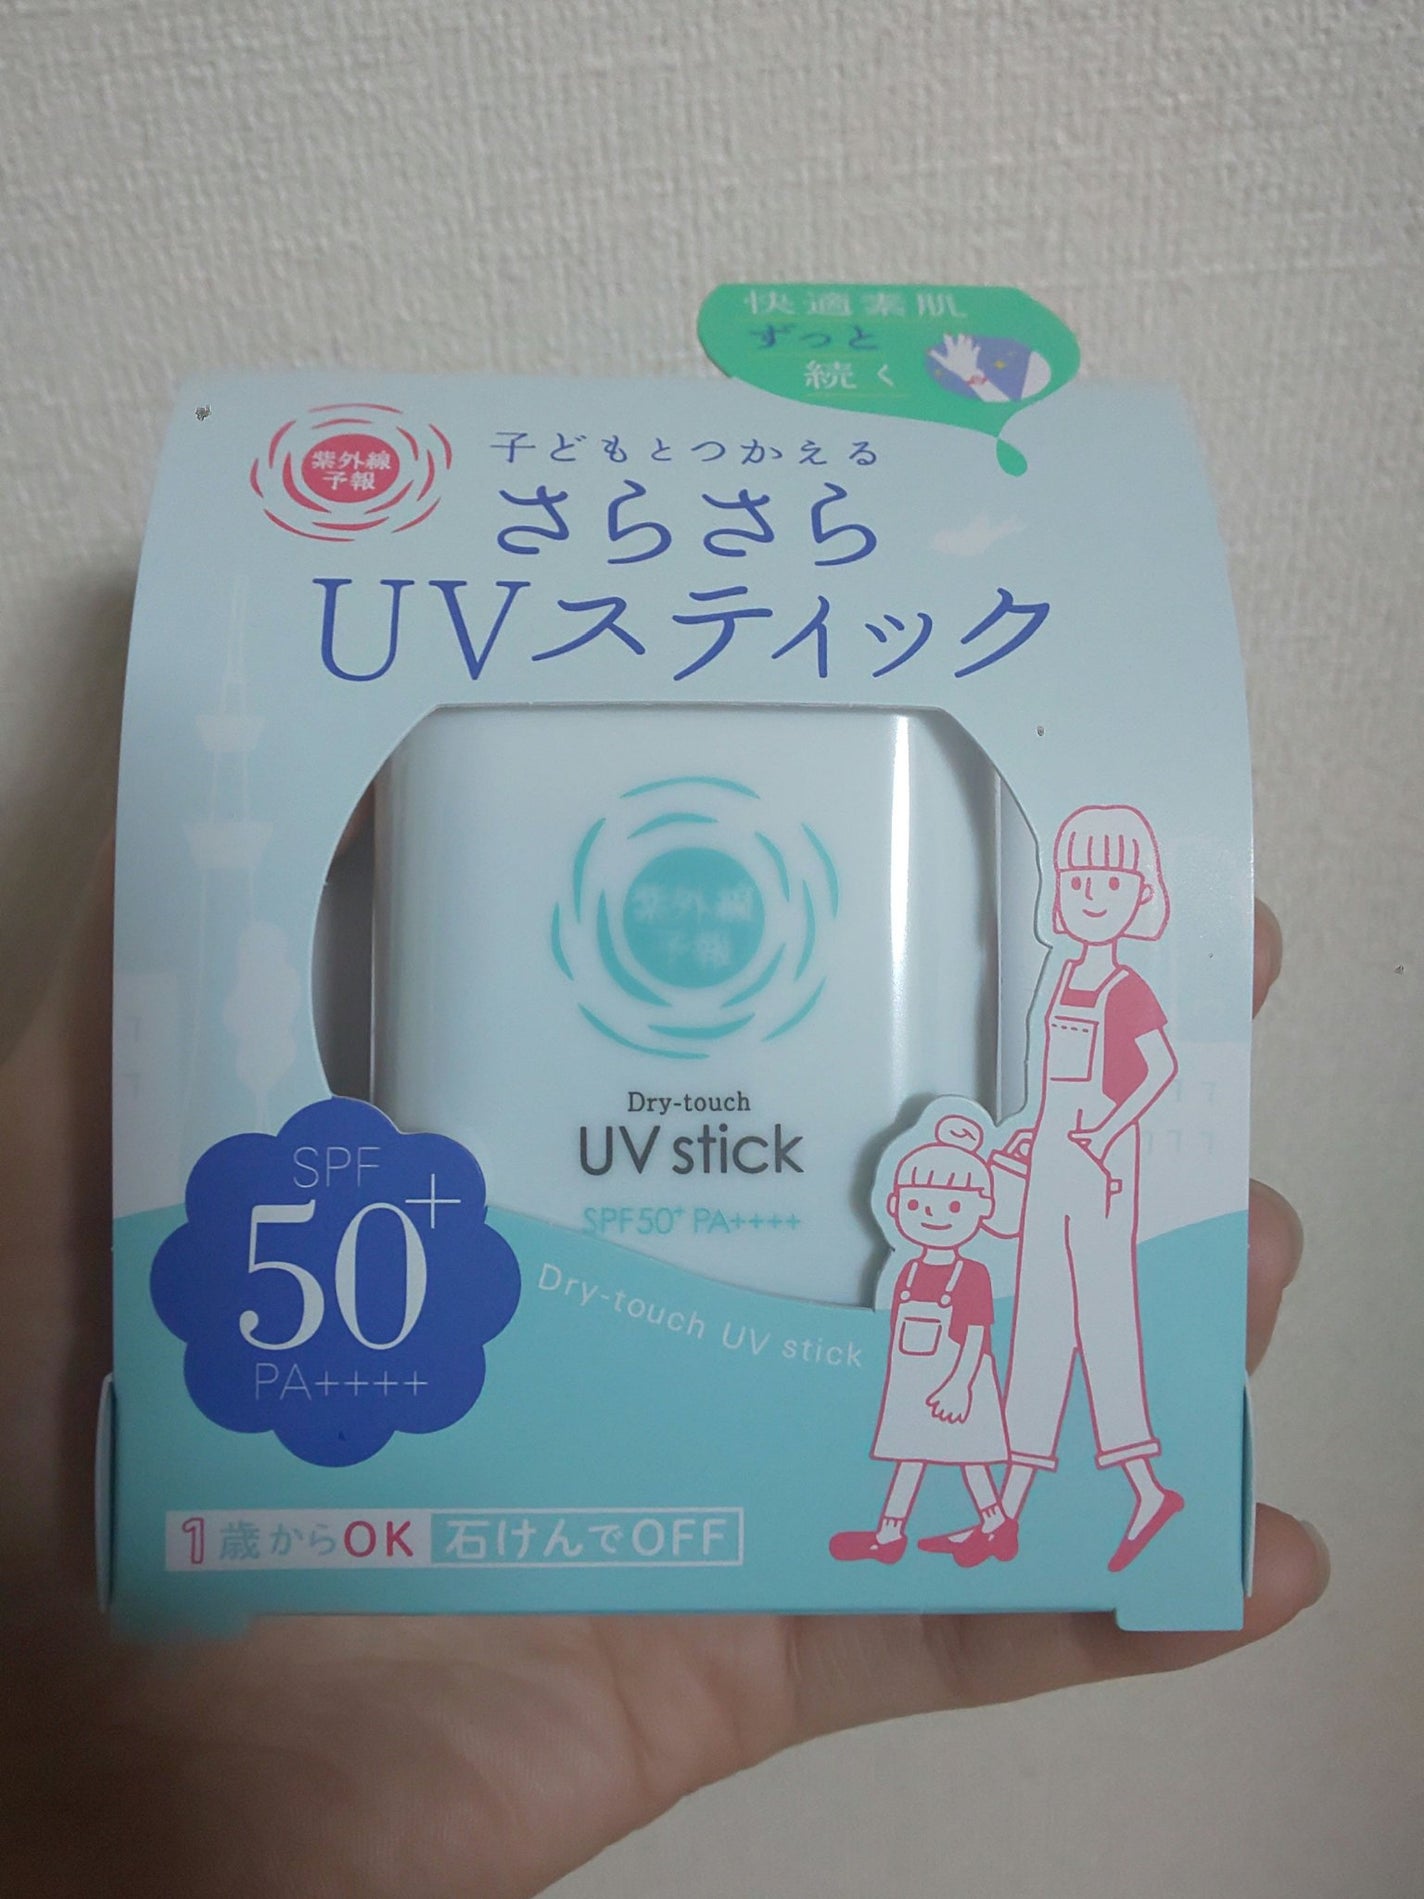 快適素肌
ずっと
続く
紫外線
予報
子どもとつかえる
さらさら
UVスティック
紫外線
予報
Dry-touch
UV stick
SPF50+ PA++++
SPF
50+
PA++++
Dry-touch UV stick
1歳からOK 石けんでOFF